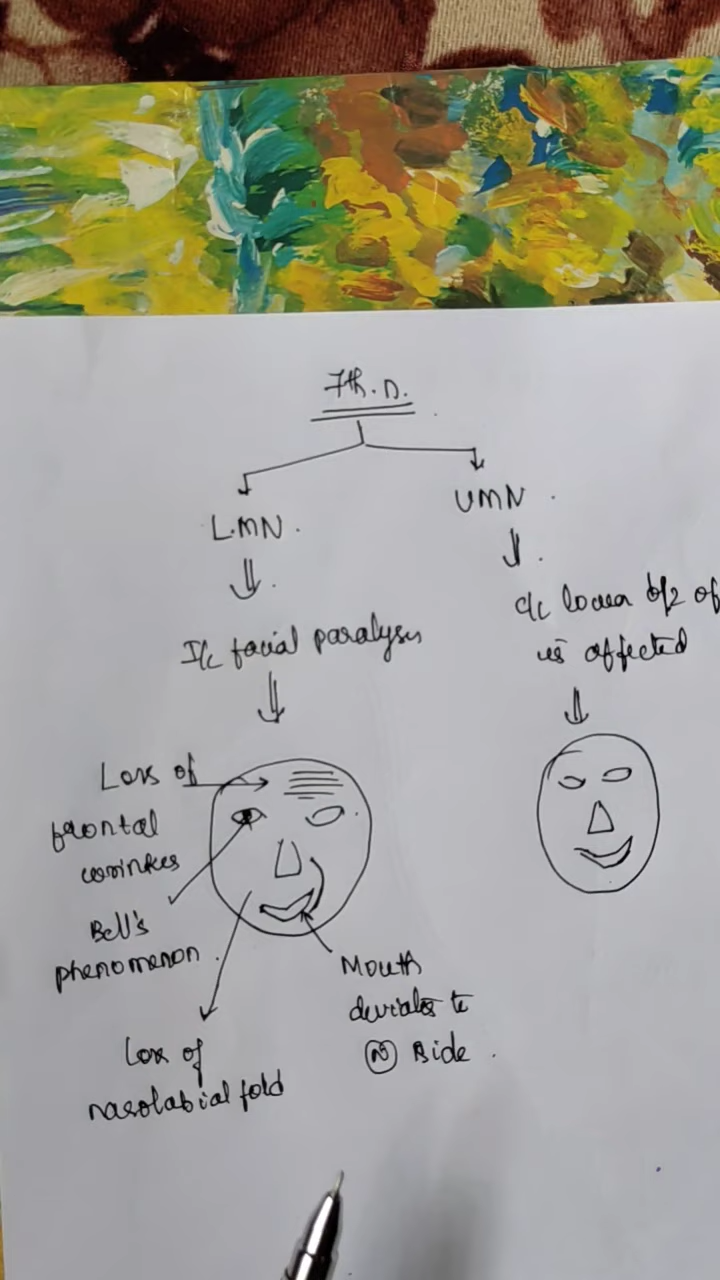 7th.N.
LMN.
UMN.
I/L facial paralysis
C/L lower 1/2 of
is affected
Loss of
frontal
wrinkes
Bell's
phenomenon.
Loss of
nasolabial fold
Mouth
deviates to
N side.